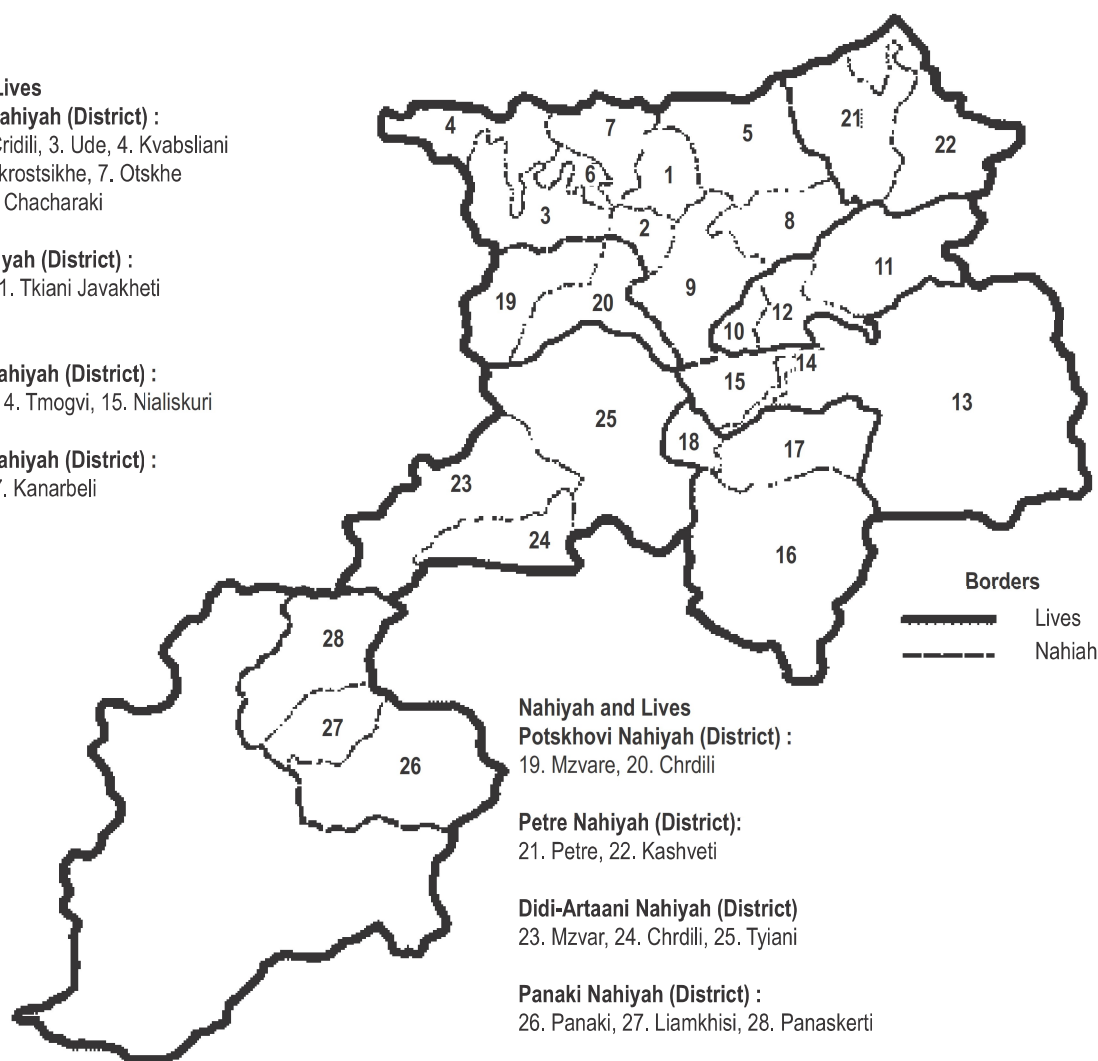 Lives
ahiyah (District) :
Cridili, 3. Ude, 4. Kvabsliani
krostsikhe, 7. Otskhe
Chacharaki
yah (District) :
1. Tkiani Javakheti
ahiyah (District) :
4. Tmogvi, 15. Nialiskuri
ahiyah (District) :
7. Kanarbeli
4
7
5
21
22
6
1
3
2
8
19
20
9
11
10
12
14
15
13
25
18
17
23
24
16
28
27
26
Borders
Lives
Nahiah
Nahiyah and Lives
Potskhovi Nahiyah (District) :
19. Mzvare, 20. Chrdili
Petre Nahiyah (District):
21. Petre, 22. Kashveti
Didi-Artaani Nahiyah (District)
23. Mzvar, 24. Chrdili, 25. Tyiani
Panaki Nahiyah (District) :
26. Panaki, 27. Liamkhisi, 28. Panaskerti